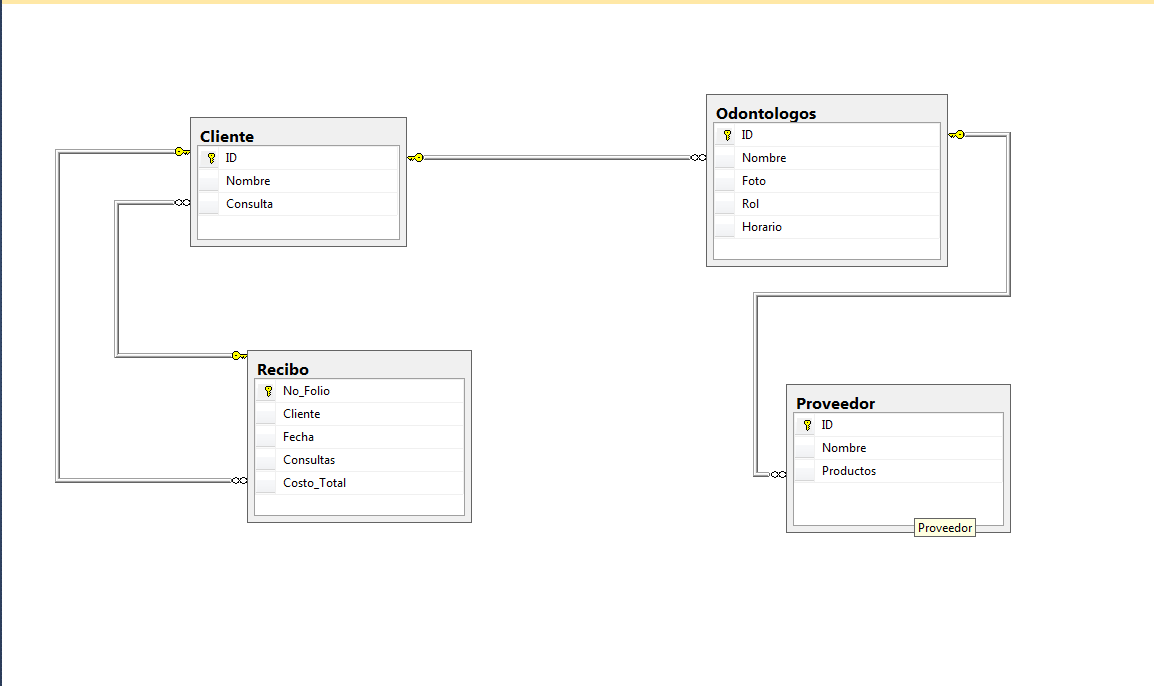 Cliente
ID
Nombre
Consulta
Odontologos
ID
Nombre
Foto
Rol
Horario
Recibo
No_Folio
Cliente
Fecha
Consultas
Costo_Total
Proveedor
ID
Nombre
Productos
Proveedor